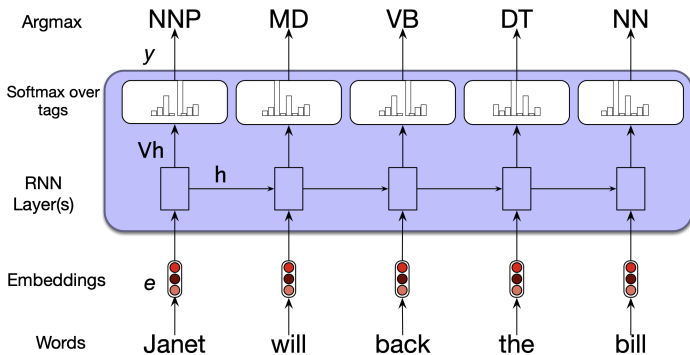 Argmax NNP MD VB DT NN
y
Softmax over
tags
Vh
h
RNN
Layer(s)
Embeddings e
Words Janet will back the bill